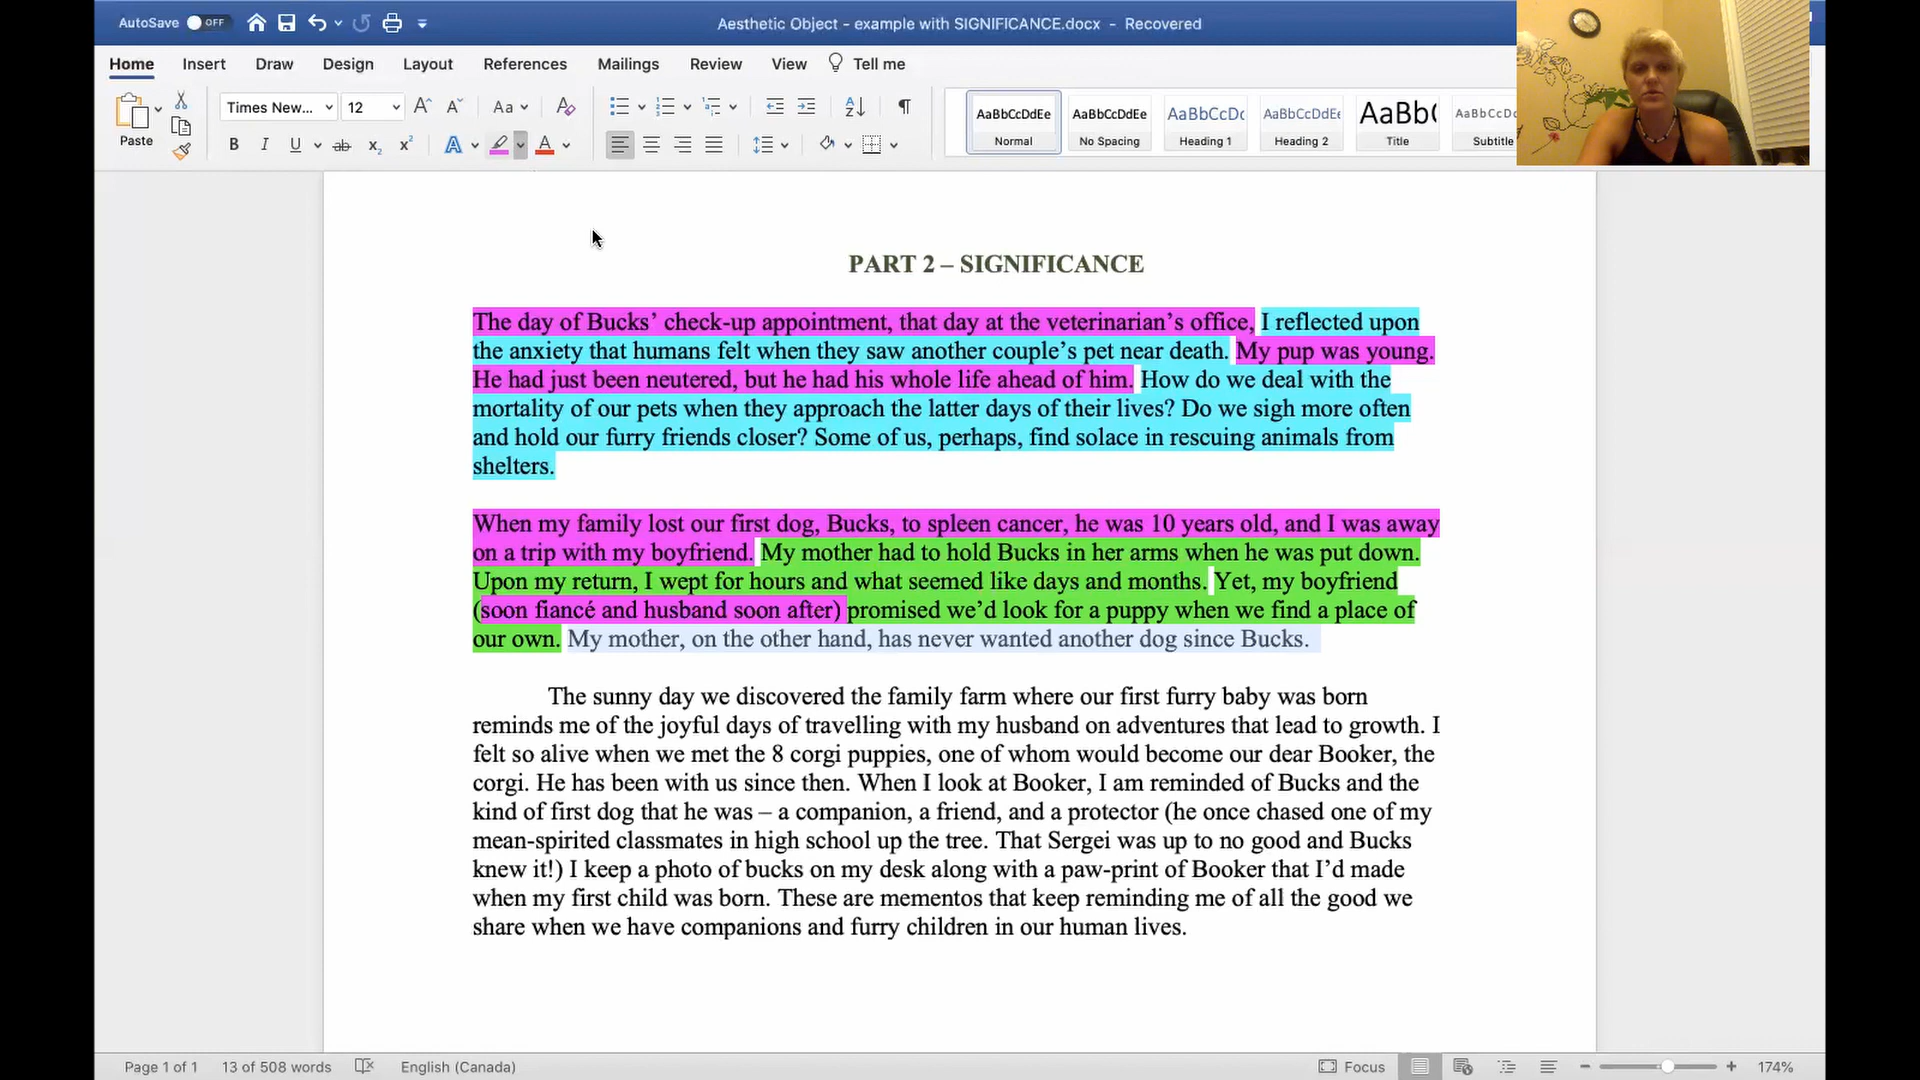 AutoSave OFF
Aesthetic Object - example with SIGNIFICANCE.docx - Recovered
Home Insert Draw Design Layout References Mailings Review View Tell me
Paste
Times New... 12 Aa
AaBbCcDdEe AaBbCcDdEe AaBbCcDc AaBbCcDdEe AaBb( AaBbCcDdEe
Normal No Spacing Heading 1 Heading 2 Title Subtitle
PART 2 – SIGNIFICANCE
The day of Bucks’ check-up appointment, that day at the veterinarian’s office, I reflected upon
the anxiety that humans felt when they saw another couple’s pet near death. My pup was young.
He had just been neutered, but he had his whole life ahead of him. How do we deal with the
mortality of our pets when they approach the latter days of their lives? Do we sigh more often
and hold our furry friends closer? Some of us, perhaps, find solace in rescuing animals from
shelters.
When my family lost our first dog, Bucks, to spleen cancer, he was 10 years old, and I was away
on a trip with my boyfriend. My mother had to hold Bucks in her arms when he was put down.
Upon my return, I wept for hours and what seemed like days and months. Yet, my boyfriend
(soon fiancé and husband soon after) promised we’d look for a puppy when we find a place of
our own. My mother, on the other hand, has never wanted another dog since Bucks.
The sunny day we discovered the family farm where our first furry baby was born
reminds me of the joyful days of travelling with my husband on adventures that lead to growth. I
felt so alive when we met the 8 corgi puppies, one of whom would become our dear Booker, the
corgi. He has been with us since then. When I look at Booker, I am reminded of Bucks and the
kind of first dog that he was – a companion, a friend, and a protector (he once chased one of my
mean-spirited classmates in high school up the tree. That Sergei was up to no good and Bucks
knew it!) I keep a photo of bucks on my desk along with a paw-print of Booker that I’d made
when my first child was born. These are mementos that keep reminding me of all the good we
share when we have companions and furry children in our human lives.
Page 1 of 1 13 of 508 words English (Canada) Focus 174%